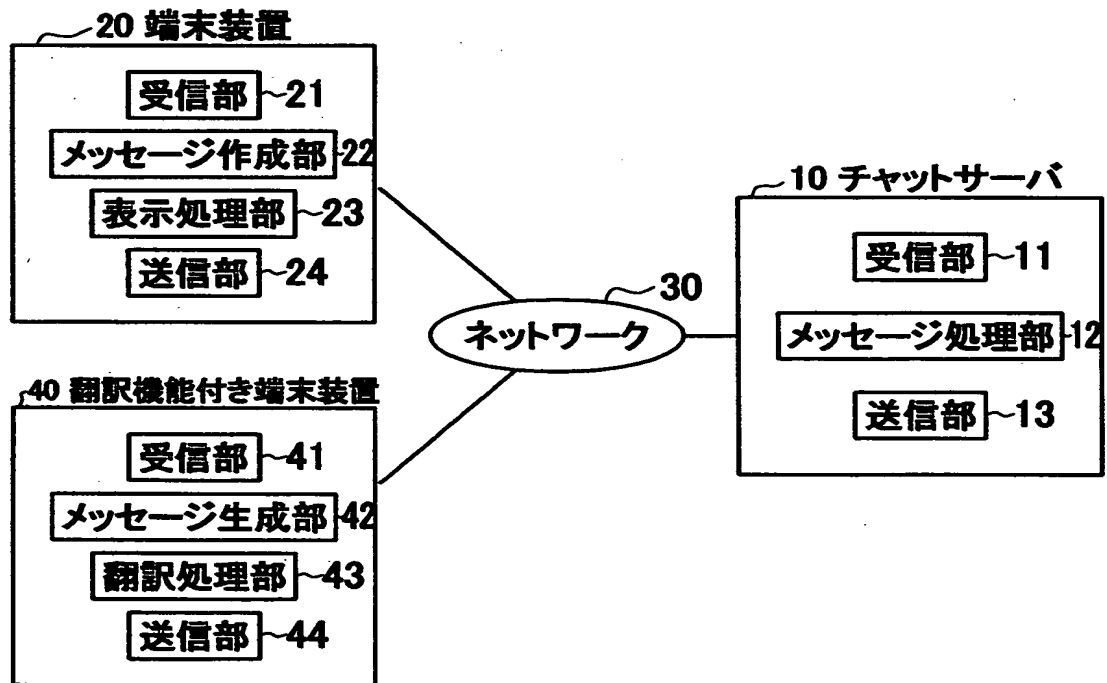 20 端末装置
受信部 21
メッセージ作成部 22
表示処理部 23
送信部 24
10 チャットサーバ
受信部 11
メッセージ処理部 12
送信部 13
30
ネットワーク
40 翻訳機能付き端末装置
受信部 41
メッセージ生成部 42
翻訳処理部 43
送信部 44